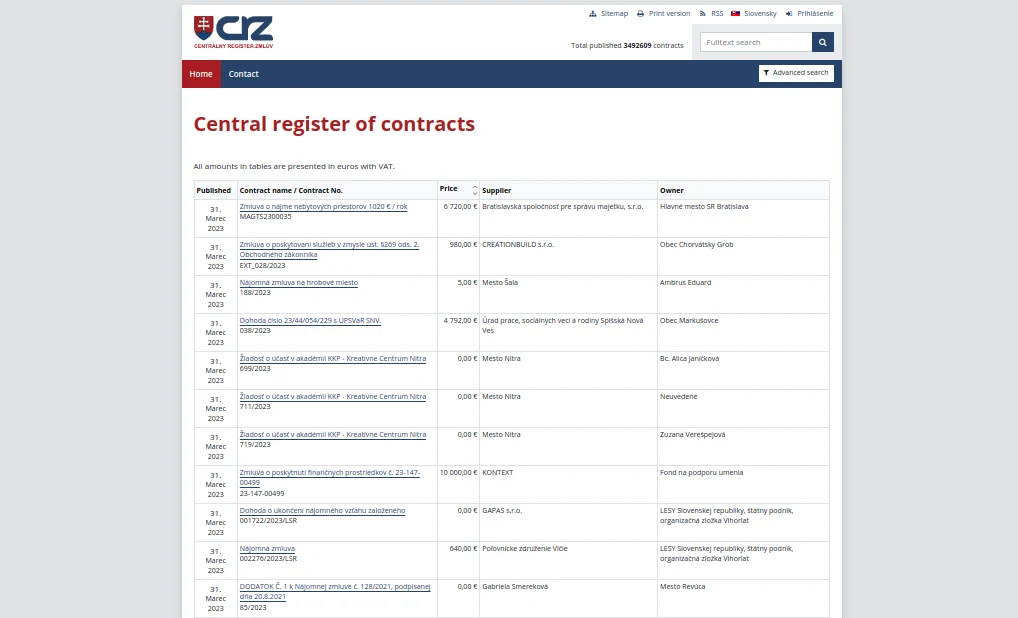 Sitemap Print version RSS Slovensky Prihlásenie
crz
CENTRÁLNY REGISTER ZMLÚV
Total published 3492609 contracts
Fulltext search
Home Contact Advanced search
Central register of contracts
All amounts in tables are presented in euros with VAT.
Published Contract name / Contract No. Price Supplier Owner
31. Marec 2023 Zmluva o nájme nebytových priestorov 1020 € / rok 6 720,00 € Bratislavská spoločnosť pre správu majetku, s.r.o. Hlavné mesto SR Bratislava
MAGTS2300035
31. Marec 2023 Zmluva o poskytovaní služieb v zmysle ust. §269 ods. 2. 980,00 € CREATIONBUILD s.r.o. Obec Chorvátsky Grob
Obchodného zákonníka
EXT_028/2023
31. Marec 2023 Nájomná zmluva na hrobové miesto 5,00 € Mesto Šaľa Ambrus Eduard
188/2023
31. Marec 2023 Dohoda číslo 23/44/054/229 s UPSVaR SNV. 4 792,00 € Úrad práce, sociálnych vecí a rodiny Spišská Nová Obec Markušovce
038/2023 Ves
31. Marec 2023 Žiadosť o účasť v akadémii KKP - Kreatívne Centrum Nitra 0,00 € Mesto Nitra Bc. Alica Janíčková
699/2023
31. Marec 2023 Žiadosť o účasť v akadémii KKP - Kreatívne Centrum Nitra 0,00 € Mesto Nitra Neuvedené
711/2023
31. Marec 2023 Žiadosť o účasť v akadémii KKP - Kreatívne Centrum Nitra 0,00 € Mesto Nitra Zuzana Verešpejová
719/2023
31. Marec 2023 Zmluva o poskytnutí finančných prostriedkov č. 23-147- 10 000,00 € KONTEXT Fond na podporu umenia
00499
23-147-00499
31. Marec 2023 Dohoda o ukončení nájomného vzťahu založeného 0,00 € GAPAS s.r.o. LESY Slovenskej republiky, štátny podnik,
001722/2023/LSR organizačná zložka Vihorlat
31. Marec 2023 Nájomná zmluva 640,00 € Poľovnícke združenie Vlčie LESY Slovenskej republiky, štátny podnik,
002276/2023/LSR organizačná zložka Vihorlat
31. Marec 2023 DODATOK Č. 1 k Nájomnej zmluve č. 128/2021, podpísanej 0,00 € Gabriela Smereková Mesto Revúca
dňa 20.8.2021
85/2023